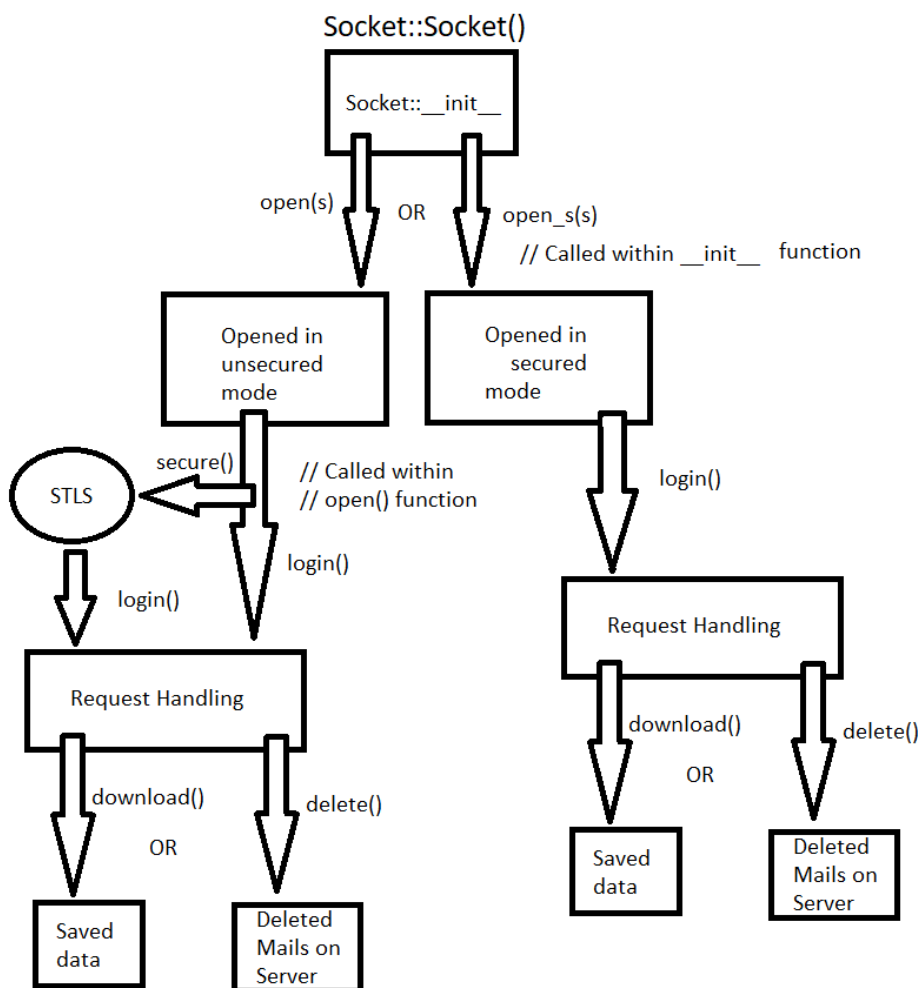 Socket::Socket()
Socket::__init__
open(s)
OR
open_s(s)
// Called within __init__ function
Opened in
unsecured
mode
Opened in
secured
mode
secure()
// Called within
// open() function
STLS
login()
login()
login()
Request Handling
Request Handling
download()
OR
delete()
download()
OR
delete()
Saved
data
Deleted
Mails on
Server
Saved
data
Deleted
Mails on
Server